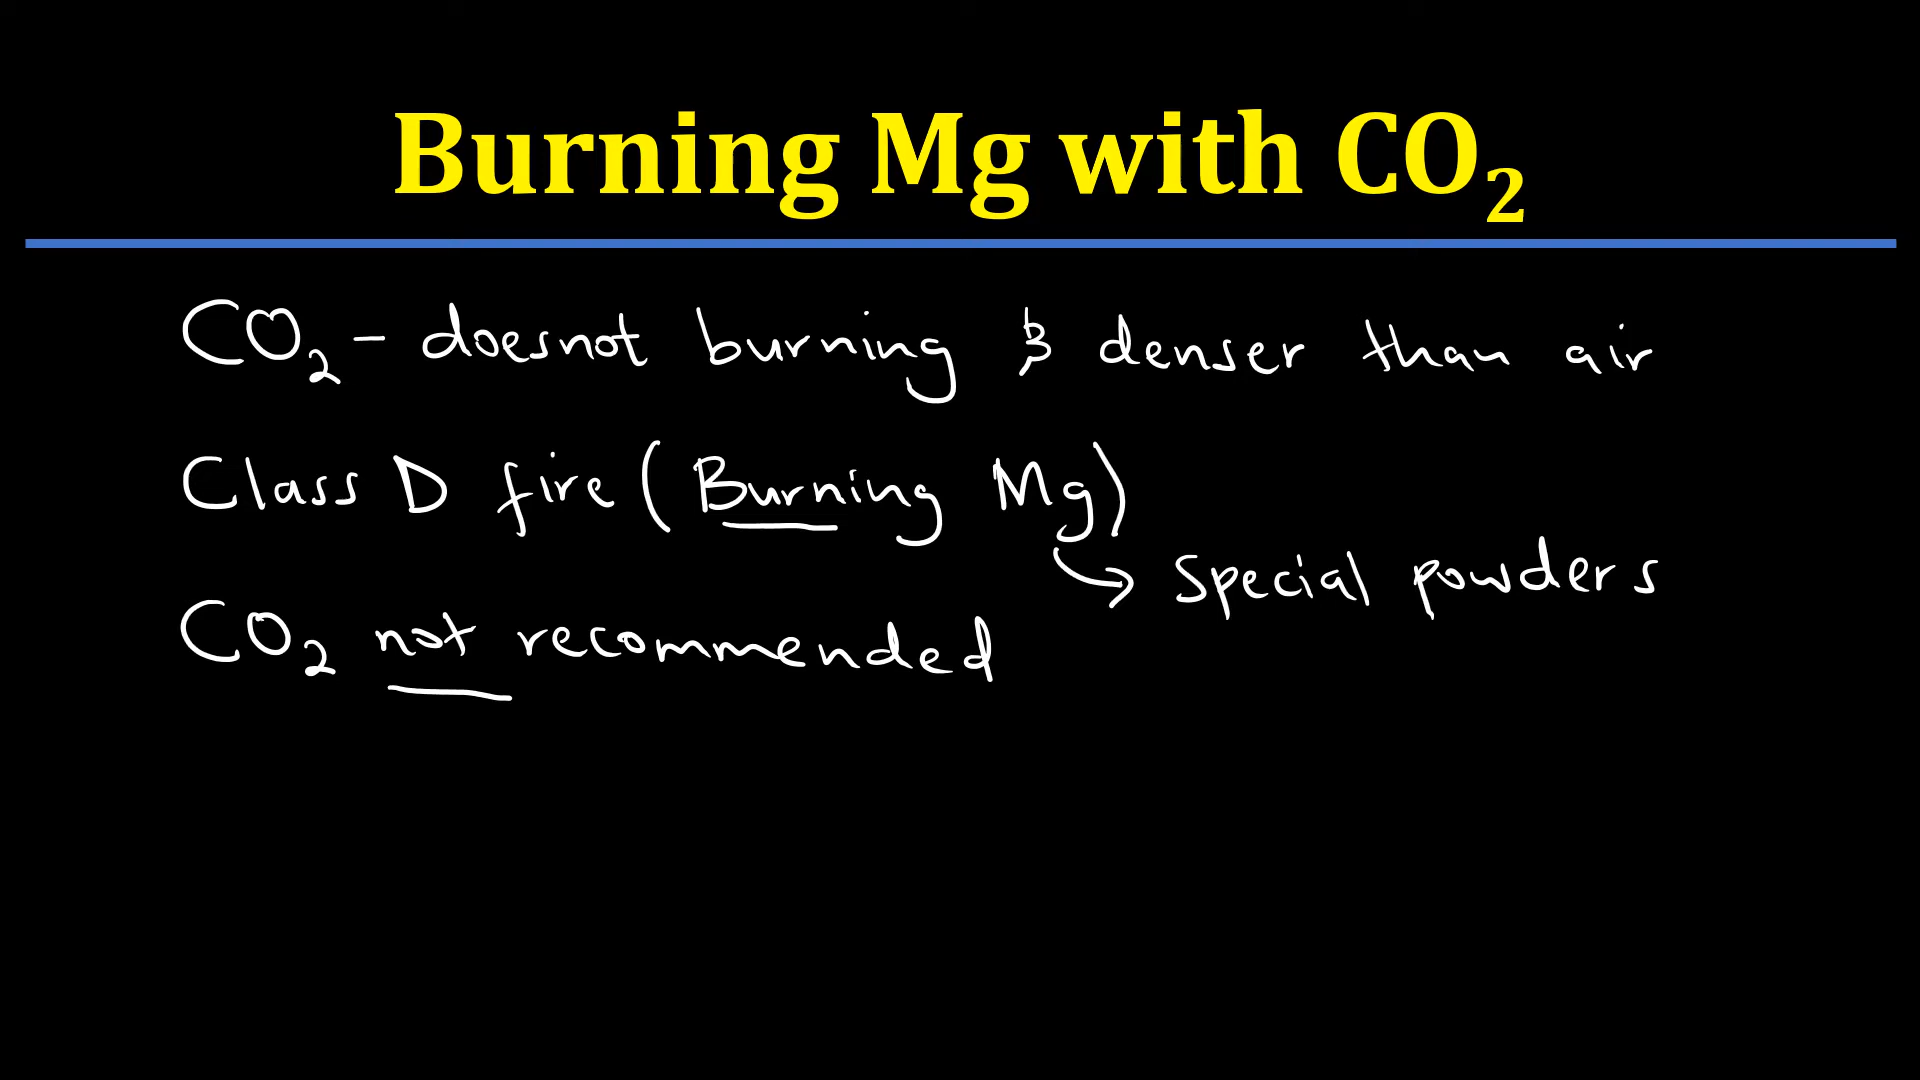 Burning Mg with CO₂
CO₂ - doesnot burning & denser than air
Class D fire (Burning Mg)
→ Special powders
CO₂ not recommended